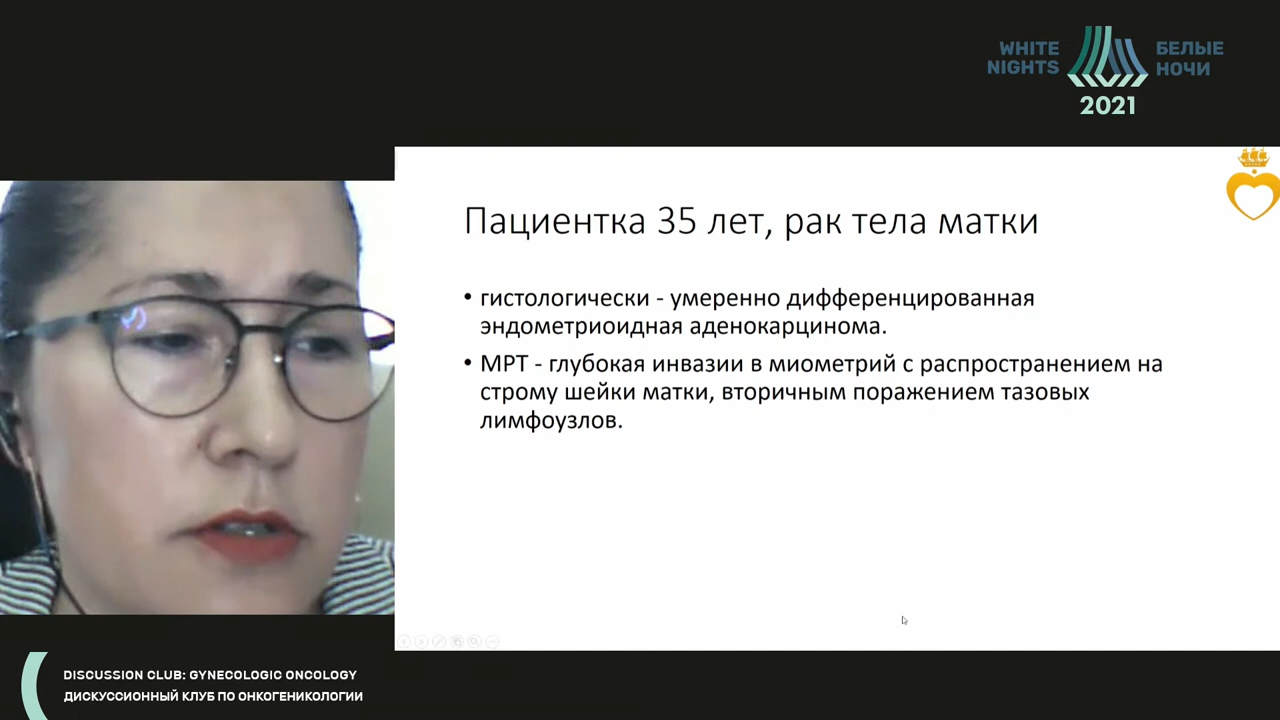 WHITE
NIGHTS
БЕЛЫЕ
НОЧИ
2021
Пациентка 35 лет, рак тела матки
• гистологически - умеренно дифференцированная
эндометриоидная аденокарцинома.
• МРТ - глубокая инвазии в миометрий с распространением на
строму шейки матки, вторичным поражением тазовых
лимфоузлов.
DISCUSSION CLUB: GYNECOLOGIC ONCOLOGY
ДИСКУССИОННЫЙ КЛУБ ПО ОНКОГЕНИКОЛОГИИ